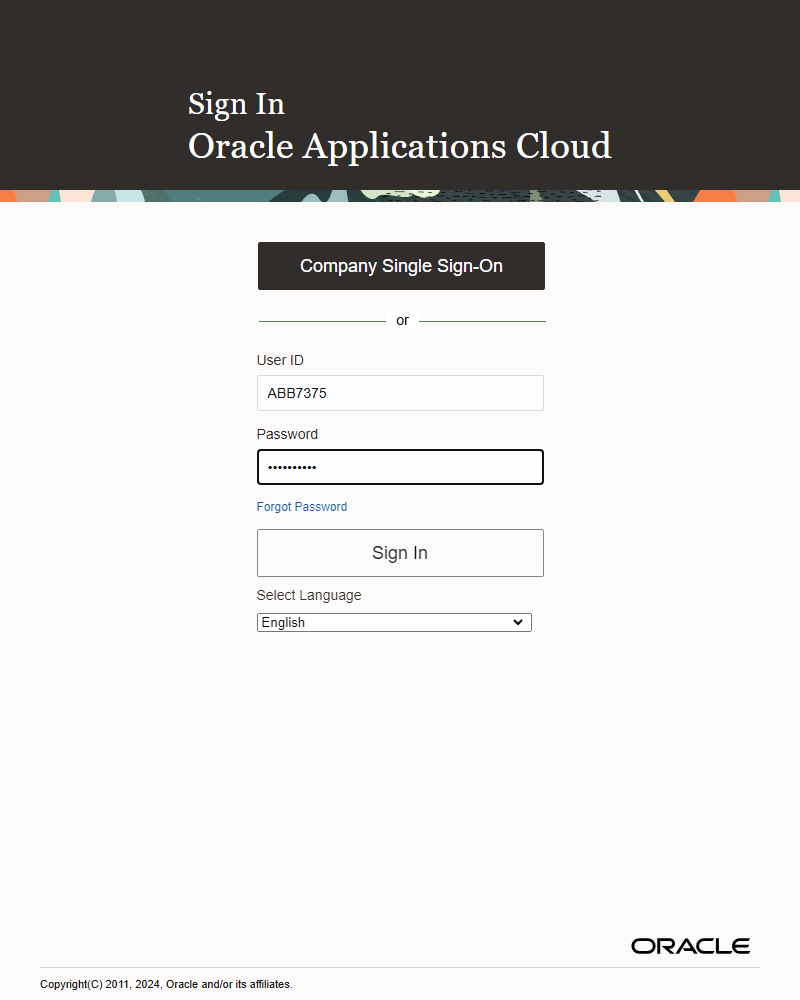 Sign In
Oracle Applications Cloud
Company Single Sign-On
or
User ID
ABB7375
Password
••••••••••
Forgot Password
Sign In
Select Language
English
ORACLE
Copyright(C) 2011, 2024, Oracle and/or its affiliates.